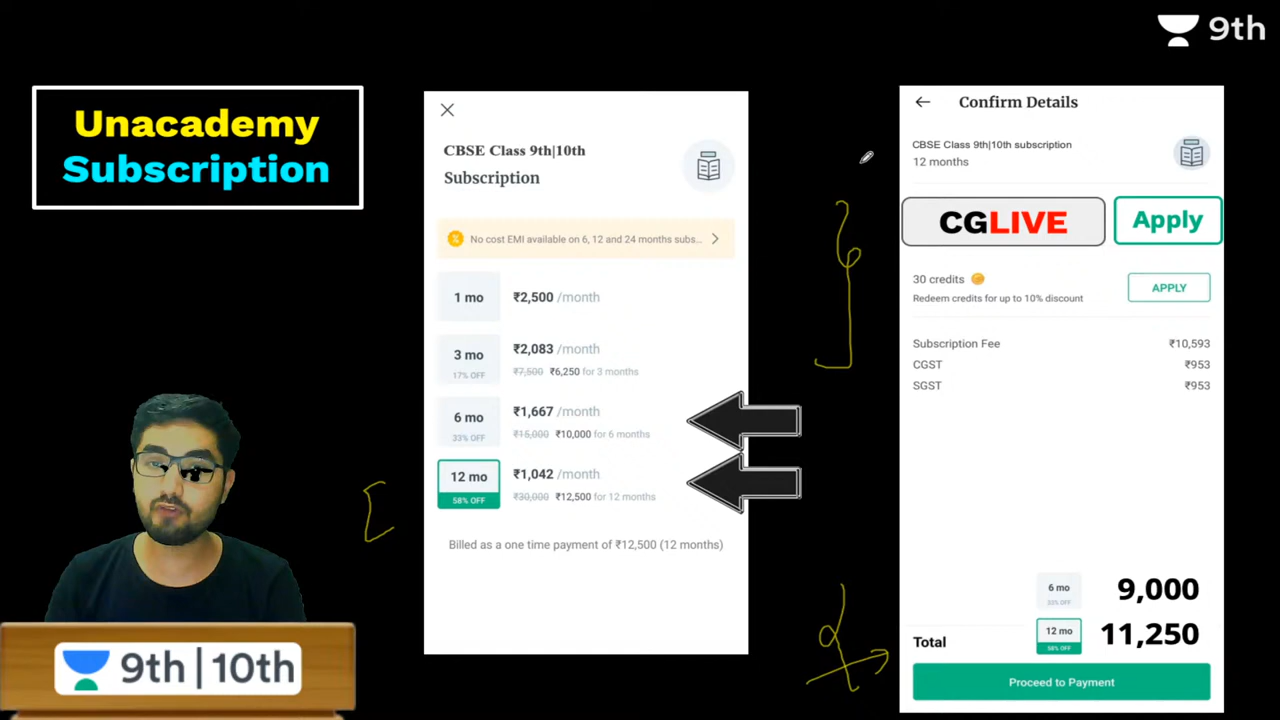 9th
Unacademy
Subscription
CBSE Class 9th|10th
Subscription
No cost EMI available on 6, 12 and 24 months subs...
1 mo
₹2,500 /month
3 mo
17% OFF
₹2,083 /month
₹7,500 ₹6,250 for 3 months
6 mo
33% OFF
₹1,667 /month
₹15,000 ₹10,000 for 6 months
12 mo
58% OFF
₹1,042 /month
₹30,000 ₹12,500 for 12 months
Billed as a one time payment of ₹12,500 (12 months)
9th|10th
Confirm Details
CBSE Class 9th|10th subscription
12 months
CGLIVE
Apply
30 credits
Redeem credits for up to 10% discount
APPLY
Subscription Fee ₹10,593
CGST ₹953
SGST ₹953
6 mo
33% OFF
9,000
Total
12 mo
58% OFF
11,250
Proceed to Payment